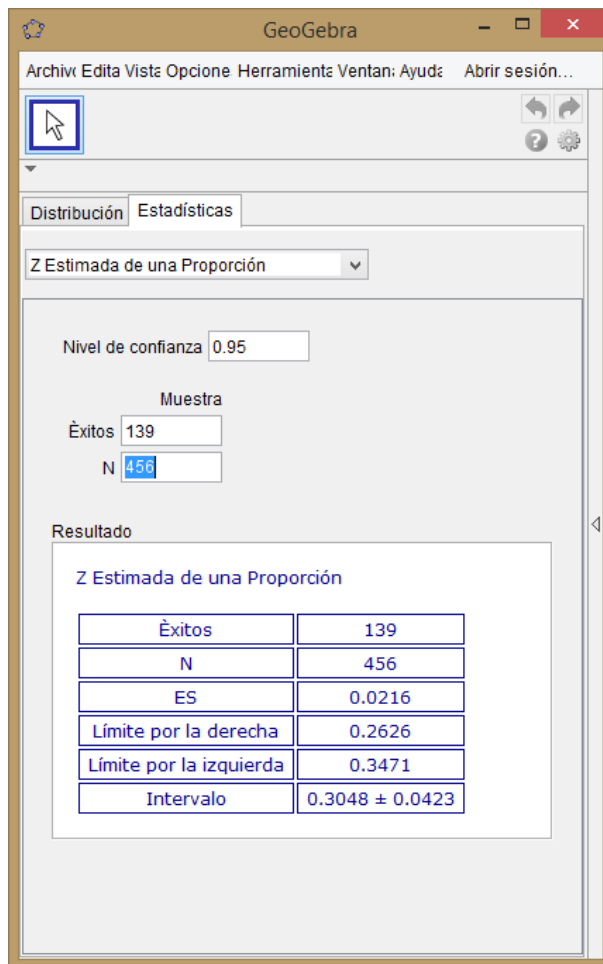 GeoGebra
Archivo Edita Vista Opcione Herramienta Ventana Ayuda Abrir sesión...
Distribución Estadísticas
Z Estimada de una Proporción
Nivel de confianza 0.95
Muestra
Èxitos 139
N 456
Resultado
Z Estimada de una Proporción
Èxitos 139
N 456
ES 0.0216
Límite por la derecha 0.2626
Límite por la izquierda 0.3471
Intervalo 0.3048 ± 0.0423